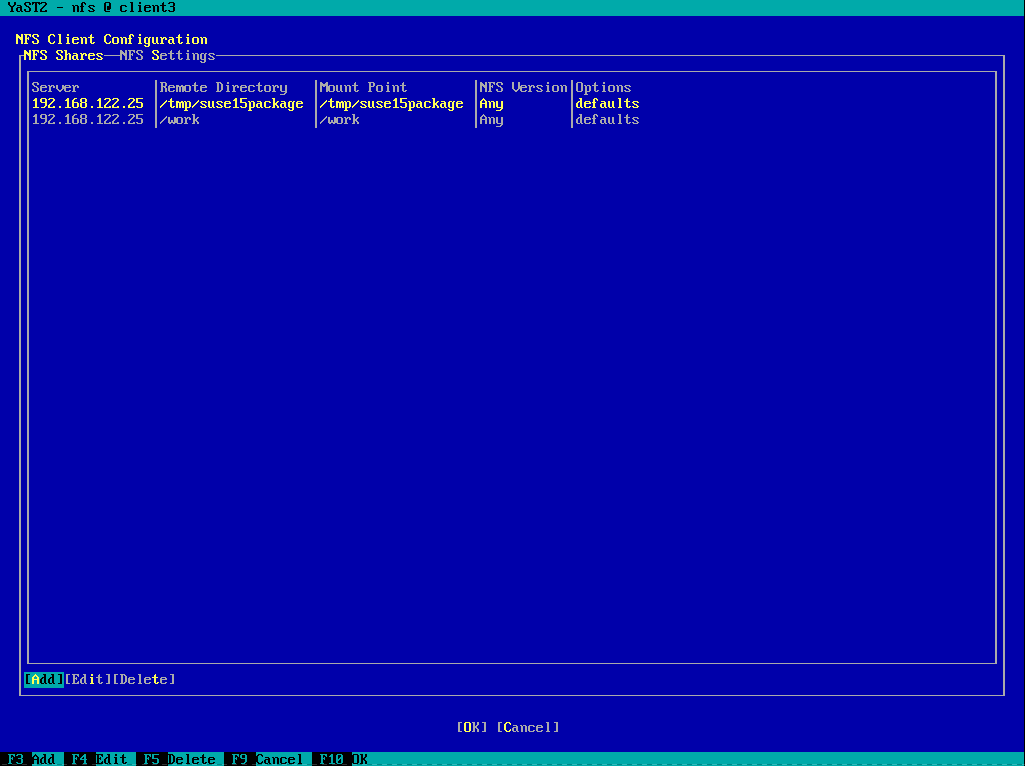 YaST2 - nfs @ client3
NFS Client Configuration
NFS Shares NFS Settings
Server |Remote Directory |Mount Point |NFS Version|Options
192.168.122.25 |/tmp/suse15package |/tmp/suse15package |Any |defaults
192.168.122.25 |/work |/work |Any |defaults
[Add][Edit][Delete]
[OK] [Cancel]
F3 Add F4 Edit F5 Delete F9 Cancel F10 OK